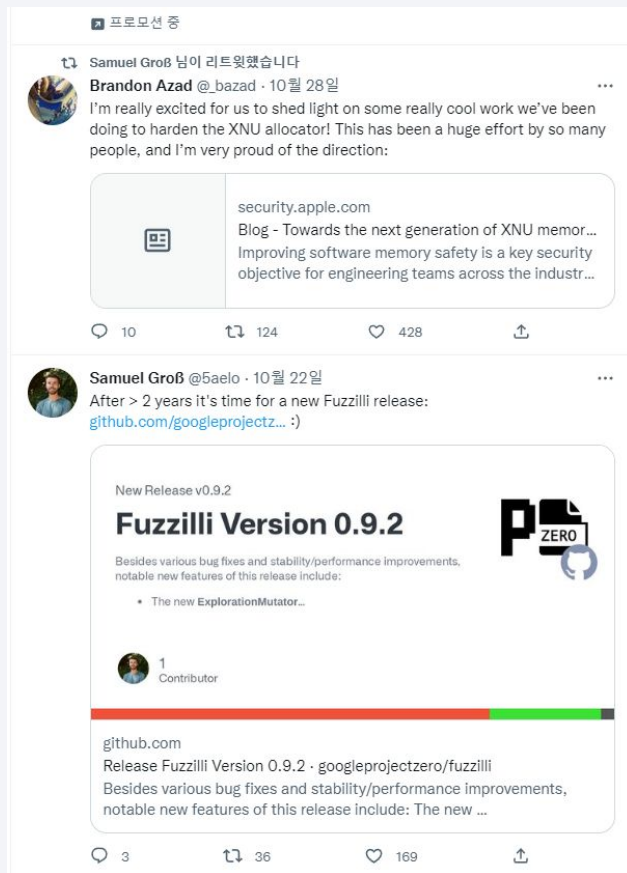 프로모션 중
Samuel Groß 님이 리트윗했습니다
Brandon Azad @_bazad · 10월 28일
I'm really excited for us to shed light on some really cool work we've been
doing to harden the XNU allocator! This has been a huge effort by so many
people, and I'm very proud of the direction:
security.apple.com
Blog - Towards the next generation of XNU memor...
Improving software memory safety is a key security
objective for engineering teams across the industr...
10 124 428
Samuel Groß @5aelo · 10월 22일
After > 2 years it's time for a new Fuzzilli release:
github.com/googleprojectz... :)
New Release v0.9.2
Fuzzilli Version 0.9.2
P ZERO
Besides various bug fixes and stability/performance improvements,
notable new features of this release include:
• The new ExplorationMutator...
1
Contributor
github.com
Release Fuzzilli Version 0.9.2 · googleprojectzero/fuzzilli
Besides various bug fixes and stability/performance improvements,
notable new features of this release include: The new ...
3 36 169